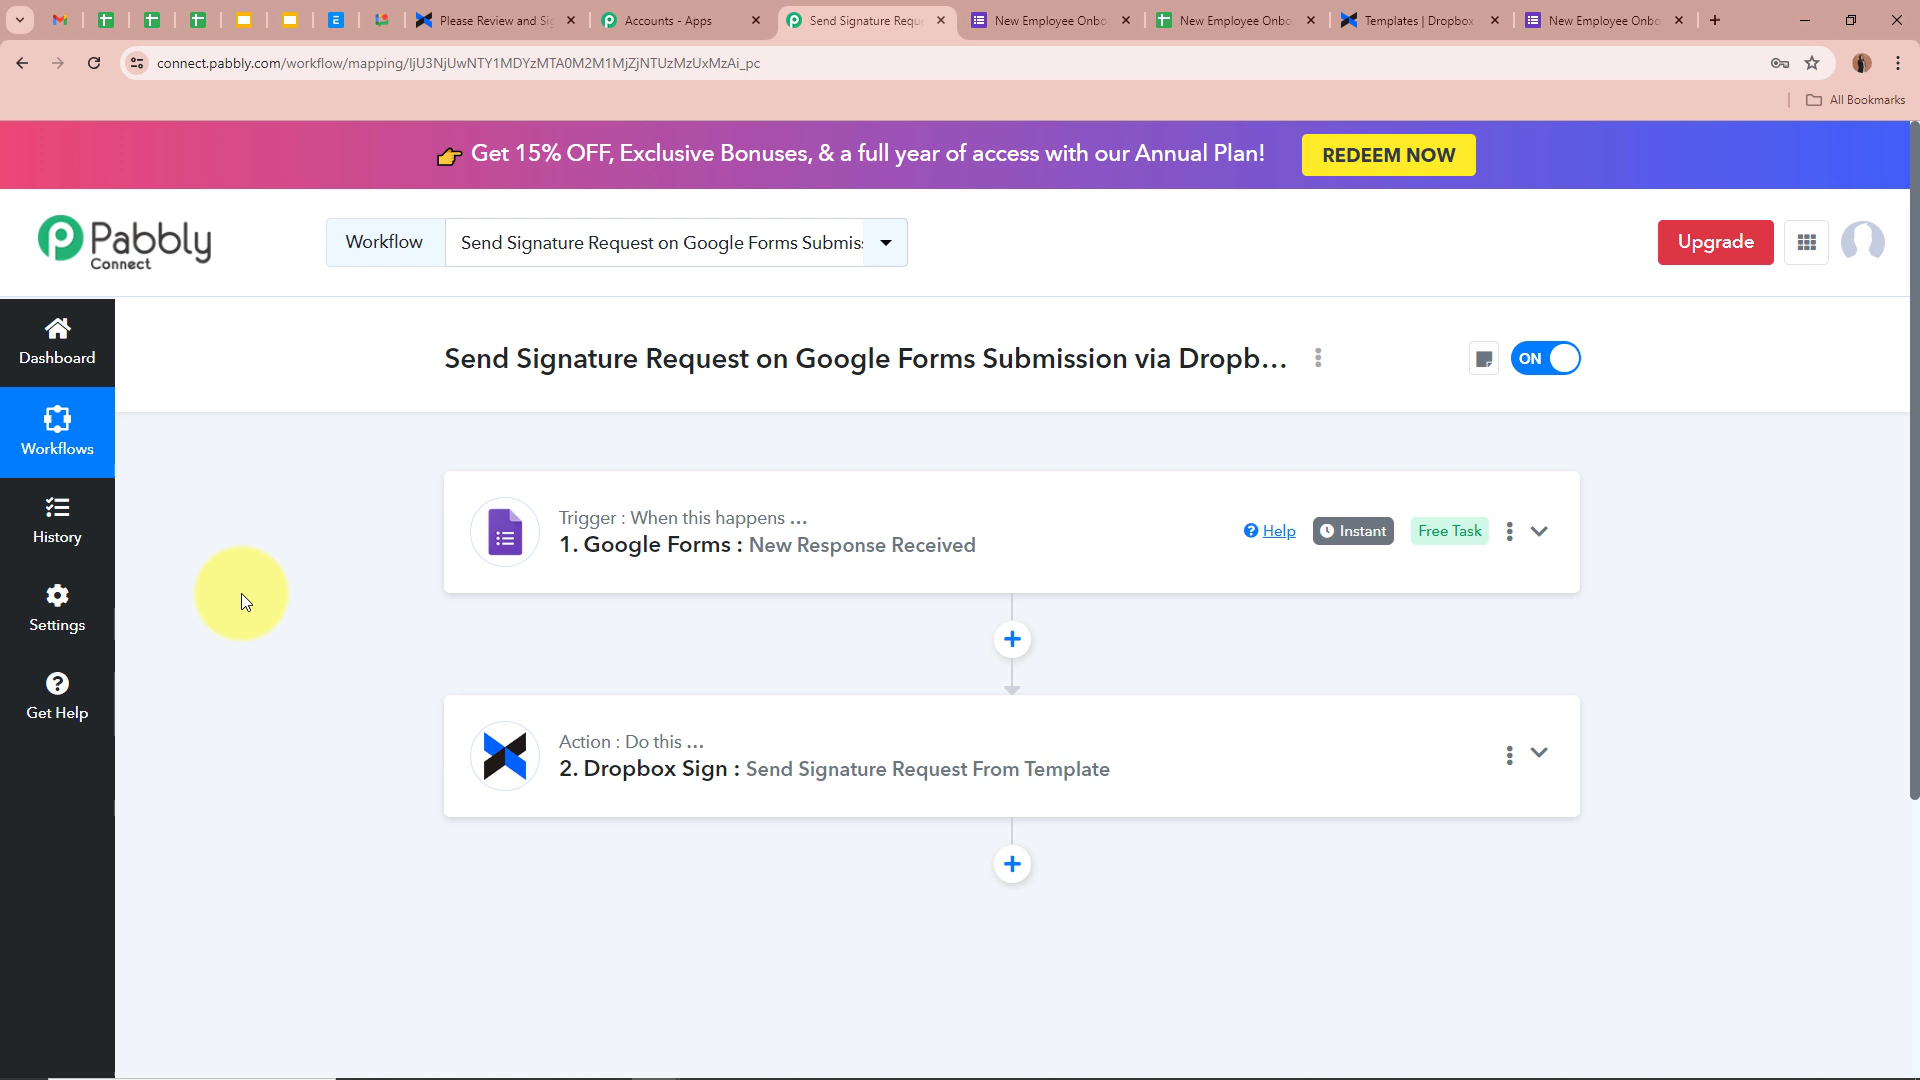 Please Review and Sig
Accounts - Apps
Send Signature Requ
New Employee Onbo
New Employee Onbo
Templates | Dropbox
New Employee Onbo
connect.pabbly.com/workflow/mapping/IjU3NjUwNTY1MDYzMTA0M2M1MjZjNTUzMzUxMzAi_pc
All Bookmarks
Get 15% OFF, Exclusive Bonuses, & a full year of access with our Annual Plan!
REDEEM NOW
Pabbly
Connect
Workflow
Send Signature Request on Google Forms Submis
Upgrade
Dashboard
Workflows
History
Settings
Get Help
Send Signature Request on Google Forms Submission via Dropb...
ON
Trigger : When this happens ...
1. Google Forms : New Response Received
Help
Instant
Free Task
Action : Do this ...
2. Dropbox Sign : Send Signature Request From Template